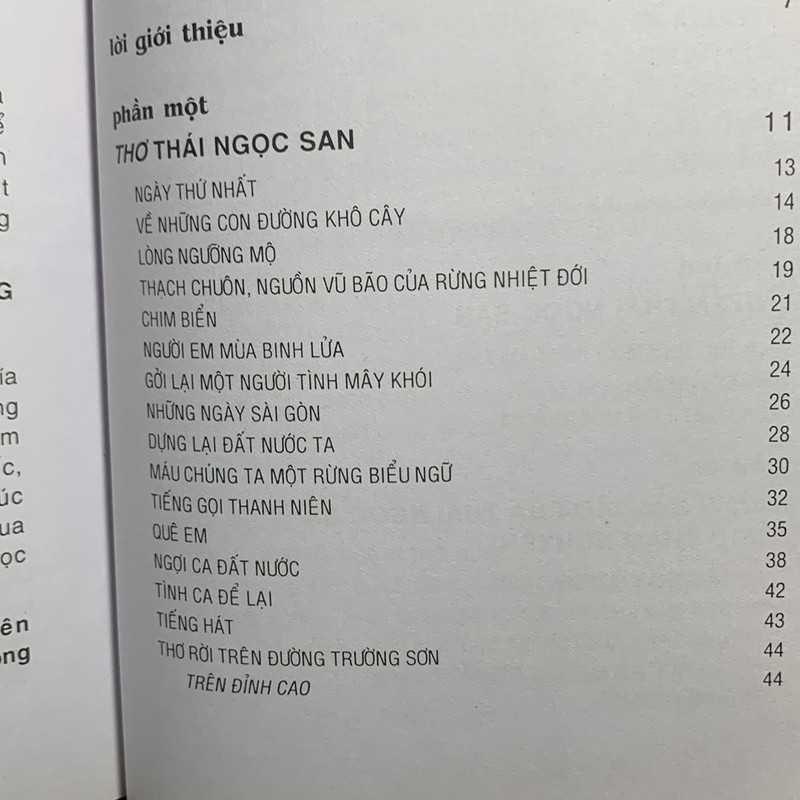 lời giới thiệu 7
phần một
THƠ THÁI NGỌC SAN 11
NGÀY THỨ NHẤT 13
VỀ NHỮNG CON ĐƯỜNG KHÔ CÂY 14
LÒNG NGƯỠNG MỘ 18
THẠCH CHUÔN, NGUỒN VŨ BÃO CỦA RỪNG NHIỆT ĐỚI 19
CHIM BIỂN 21
NGƯỜI EM MÙA BINH LỬA 22
GỞI LẠI MỘT NGƯỜI TÌNH MÂY KHÓI 24
NHỮNG NGÀY SÀI GÒN 26
DỰNG LẠI ĐẤT NƯỚC TA 28
MÁU CHÚNG TA MỘT RỪNG BIỂU NGỮ 30
TIẾNG GỌI THANH NIÊN 32
QUÊ EM 35
NGỢI CA ĐẤT NƯỚC 38
TÌNH CA ĐỂ LẠI 42
TIẾNG HÁT 43
THƠ RỜI TRÊN ĐƯỜNG TRƯỜNG SƠN 44
TRÊN ĐỈNH CAO 44